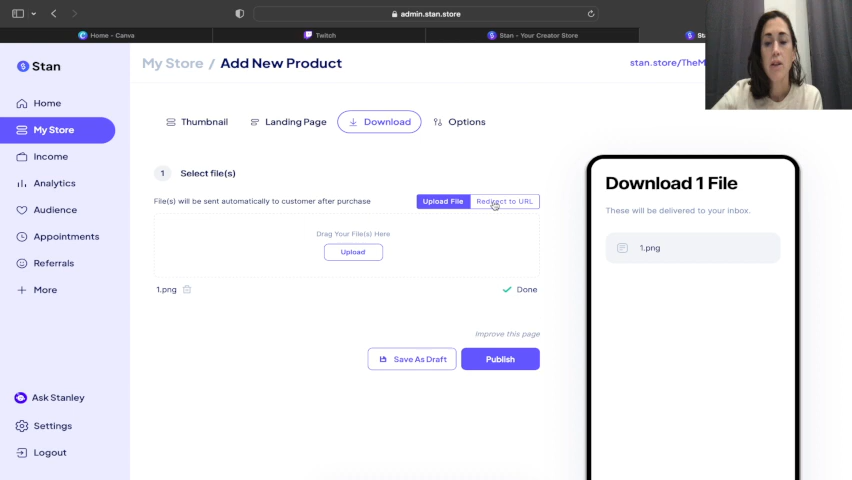 admin.stan.store
Home - Canva
Twitch
Stan - Your Creator Store
Sta
Stan
My Store / Add New Product
stan.store/TheM
Home
My Store
Income
Analytics
Audience
Appointments
Referrals
More
Ask Stanley
Settings
Logout
Thumbnail
Landing Page
Download
Options
1 Select file(s)
File(s) will be sent automatically to customer after purchase
Upload File
Redirect to URL
Drag Your File(s) Here
Upload
1.png
Done
Improve this page
Save As Draft
Publish
Download 1 File
These will be delivered to your inbox.
1.png